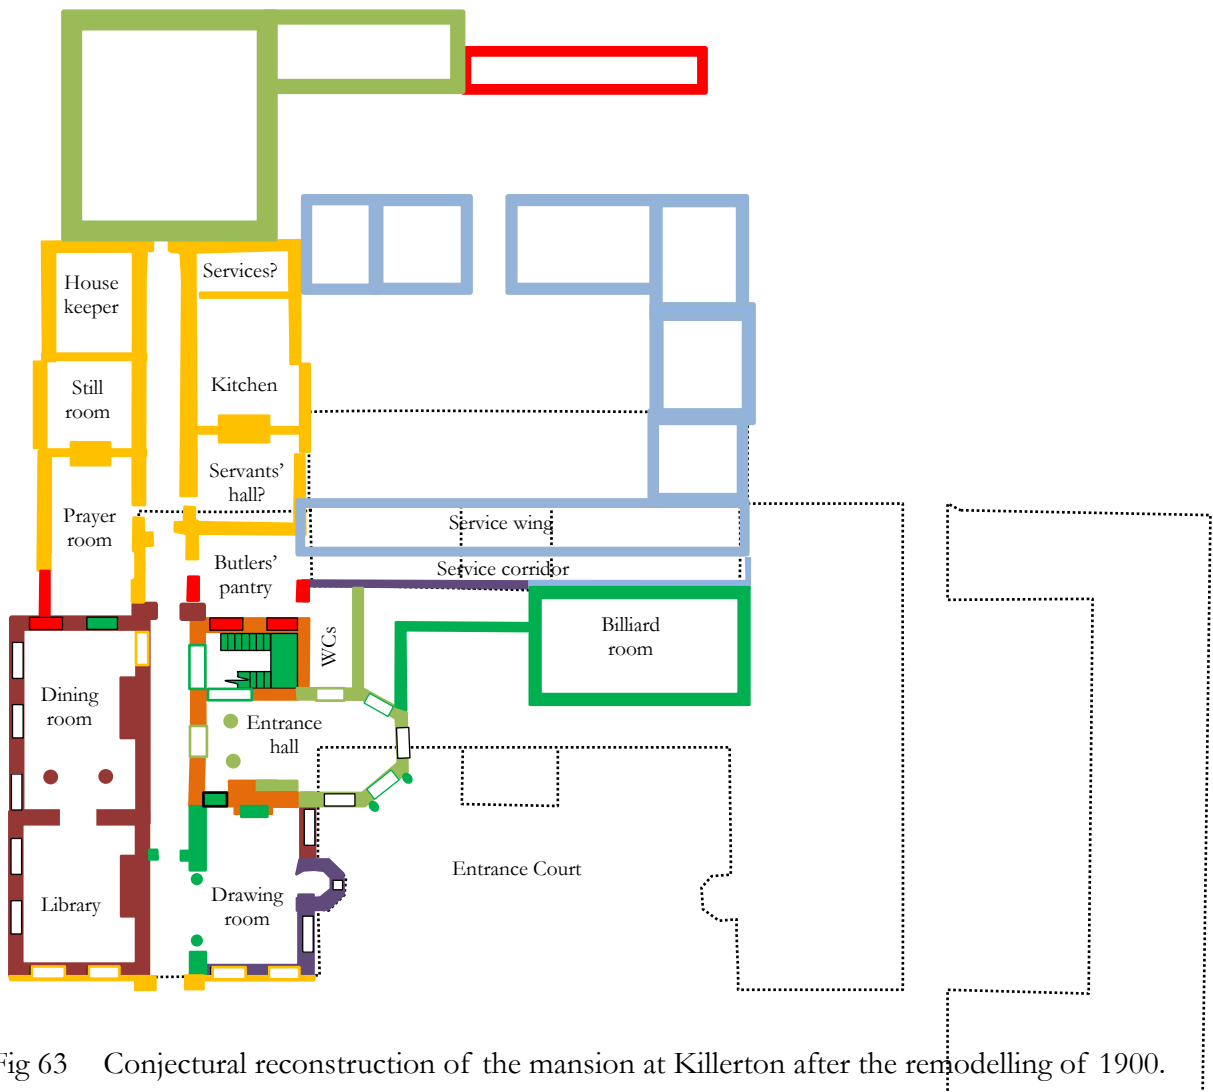 House
keeper
Services?
Still
room
Kitchen
Servants'
hall?
Prayer
room
Service wing
Butlers'
pantry
Service corridor
WCs
Billiard
room
Dining
room
Entrance
hall
Library
Drawing
room
Entrance Court
Fig 63 Conjectural reconstruction of the mansion at Killerton after the remodelling of 1900.